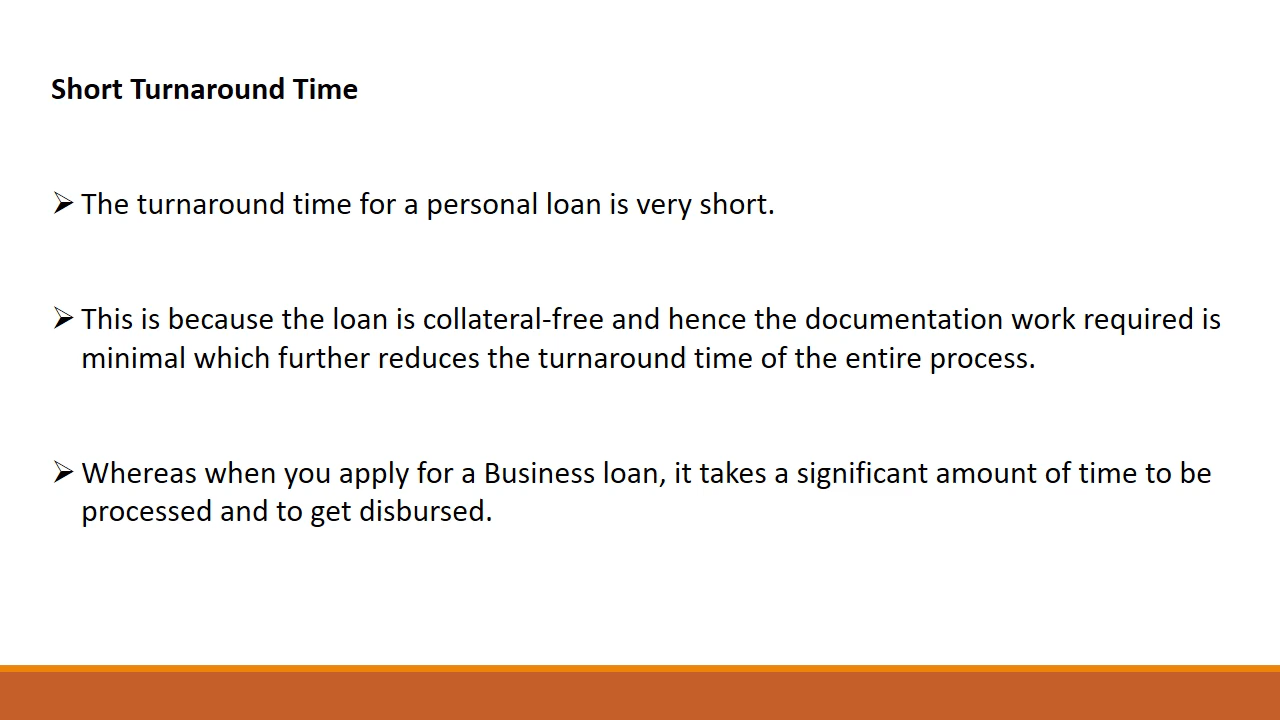 Short Turnaround Time
➢ The turnaround time for a personal loan is very short.
➢ This is because the loan is collateral-free and hence the documentation work required is
minimal which further reduces the turnaround time of the entire process.
➢ Whereas when you apply for a Business loan, it takes a significant amount of time to be
processed and to get disbursed.